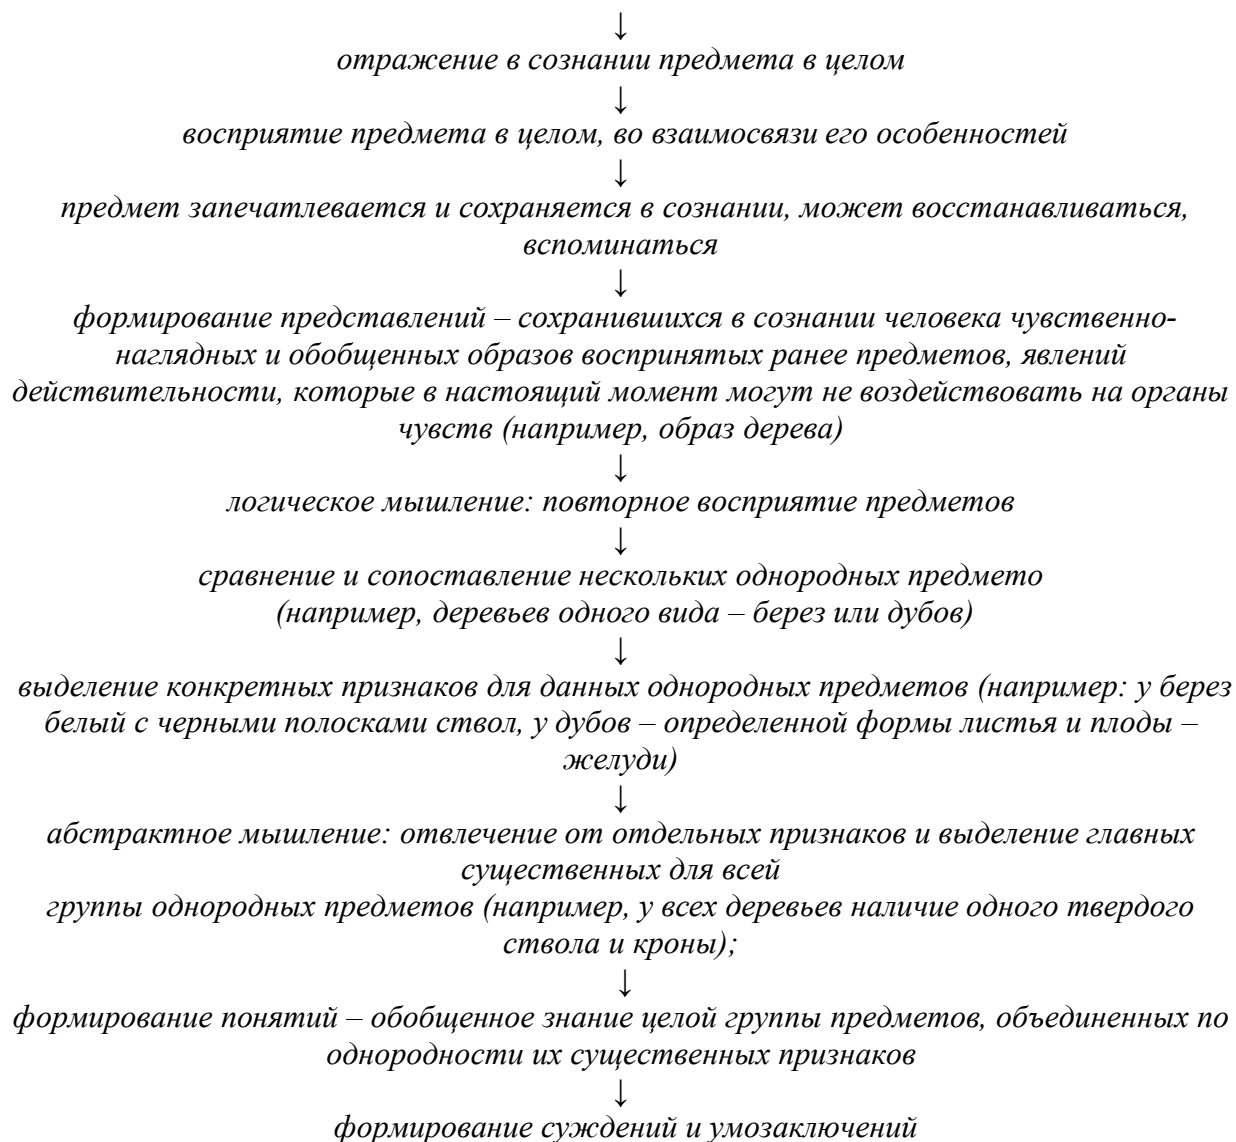 ↓
отражение в сознании предмета в целом
↓
восприятие предмета в целом, во взаимосвязи его особенностей
↓
предмет запечатлевается и сохраняется в сознании, может восстанавливаться,
вспоминаться
↓
формирование представлений – сохранившихся в сознании человека чувственно-
наглядных и обобщенных образов воспринятых ранее предметов, явлений
действительности, которые в настоящий момент могут не воздействовать на органы
чувств (например, образ дерева)
↓
логическое мышление: повторное восприятие предметов
↓
сравнение и сопоставление нескольких однородных предмето
(например, деревьев одного вида – берез или дубов)
↓
выделение конкретных признаков для данных однородных предметов (например: у берез
белый с черными полосками ствол, у дубов – определенной формы листья и плоды –
желуди)
↓
абстрактное мышление: отвлечение от отдельных признаков и выделение главных
существенных для всей
группы однородных предметов (например, у всех деревьев наличие одного твердого
ствола и кроны);
↓
формирование понятий – обобщенное знание целой группы предметов, объединенных по
однородности их существенных признаков
↓
формирование суждений и умозаключений